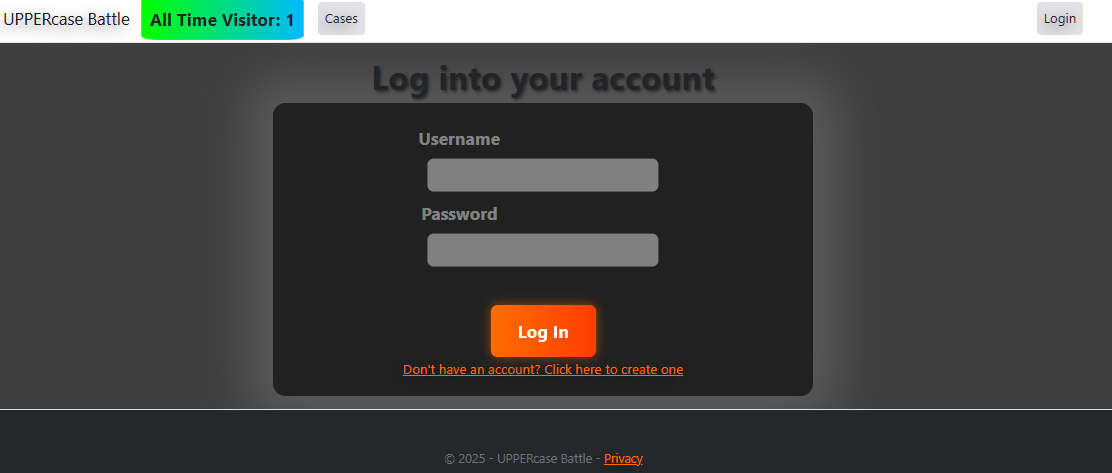 UPPERcase Battle All Time Visitor: 1 Cases Login
Log into your account
Username
Password
Log In
Don't have an account? Click here to create one
© 2025 - UPPERcase Battle - Privacy